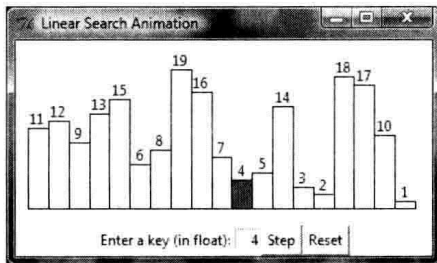 Linear Search Animation
11 12 9 13 15 6 8 19 16 7 4 5 14 3 2 18 17 10 1
Enter a key (in float): 4 Step Reset